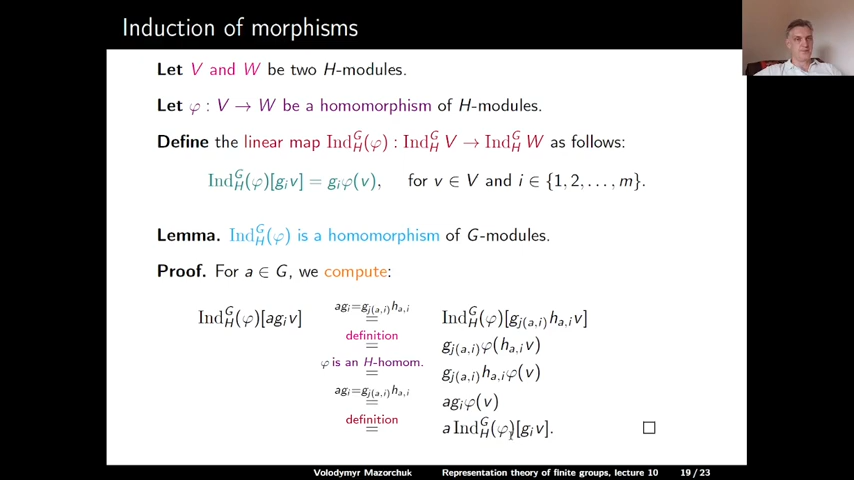 Induction of morphisms
Let V and W be two H-modules.
Let φ : V → W be a homomorphism of H-modules.
Define the linear map Ind_H^G(φ) : Ind_H^G V → Ind_H^G W as follows:
Ind_H^G(φ)[g_i v] = g_i φ(v), for v ∈ V and i ∈ {1, 2, . . . , m}.
Lemma. Ind_H^G(φ) is a homomorphism of G-modules.
Proof. For a ∈ G, we compute:
Ind_H^G(φ)[ag_i v] ag_i=g_{j(a,i)}h_{a,i} = Ind_H^G(φ)[g_{j(a,i)}h_{a,i}v]
definition = g_{j(a,i)}φ(h_{a,i}v)
φ is an H-homom. = g_{j(a,i)}h_{a,i}φ(v)
ag_i=g_{j(a,i)}h_{a,i} = ag_iφ(v)
definition = a Ind_H^G(φ)[g_i v]. □
Volodymyr Mazorchuk Representation theory of finite groups, lecture 10 19 / 23